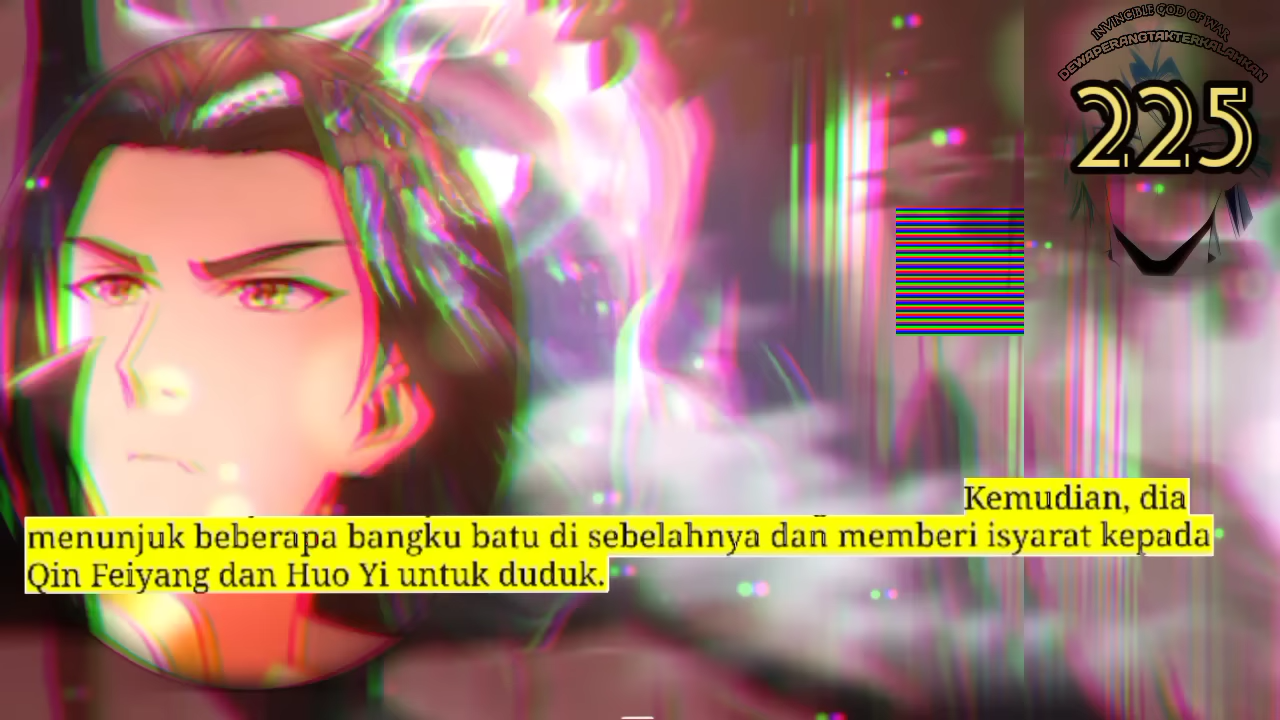 INVINCIBLE GOD OF WAR
DEWAPERANGTAKTERKALAHKAN
225
Kemudian, dia
menunjuk beberapa bangku batu di sebelahnya dan memberi isyarat kepada
Qin Feiyang dan Huo Yi untuk duduk.